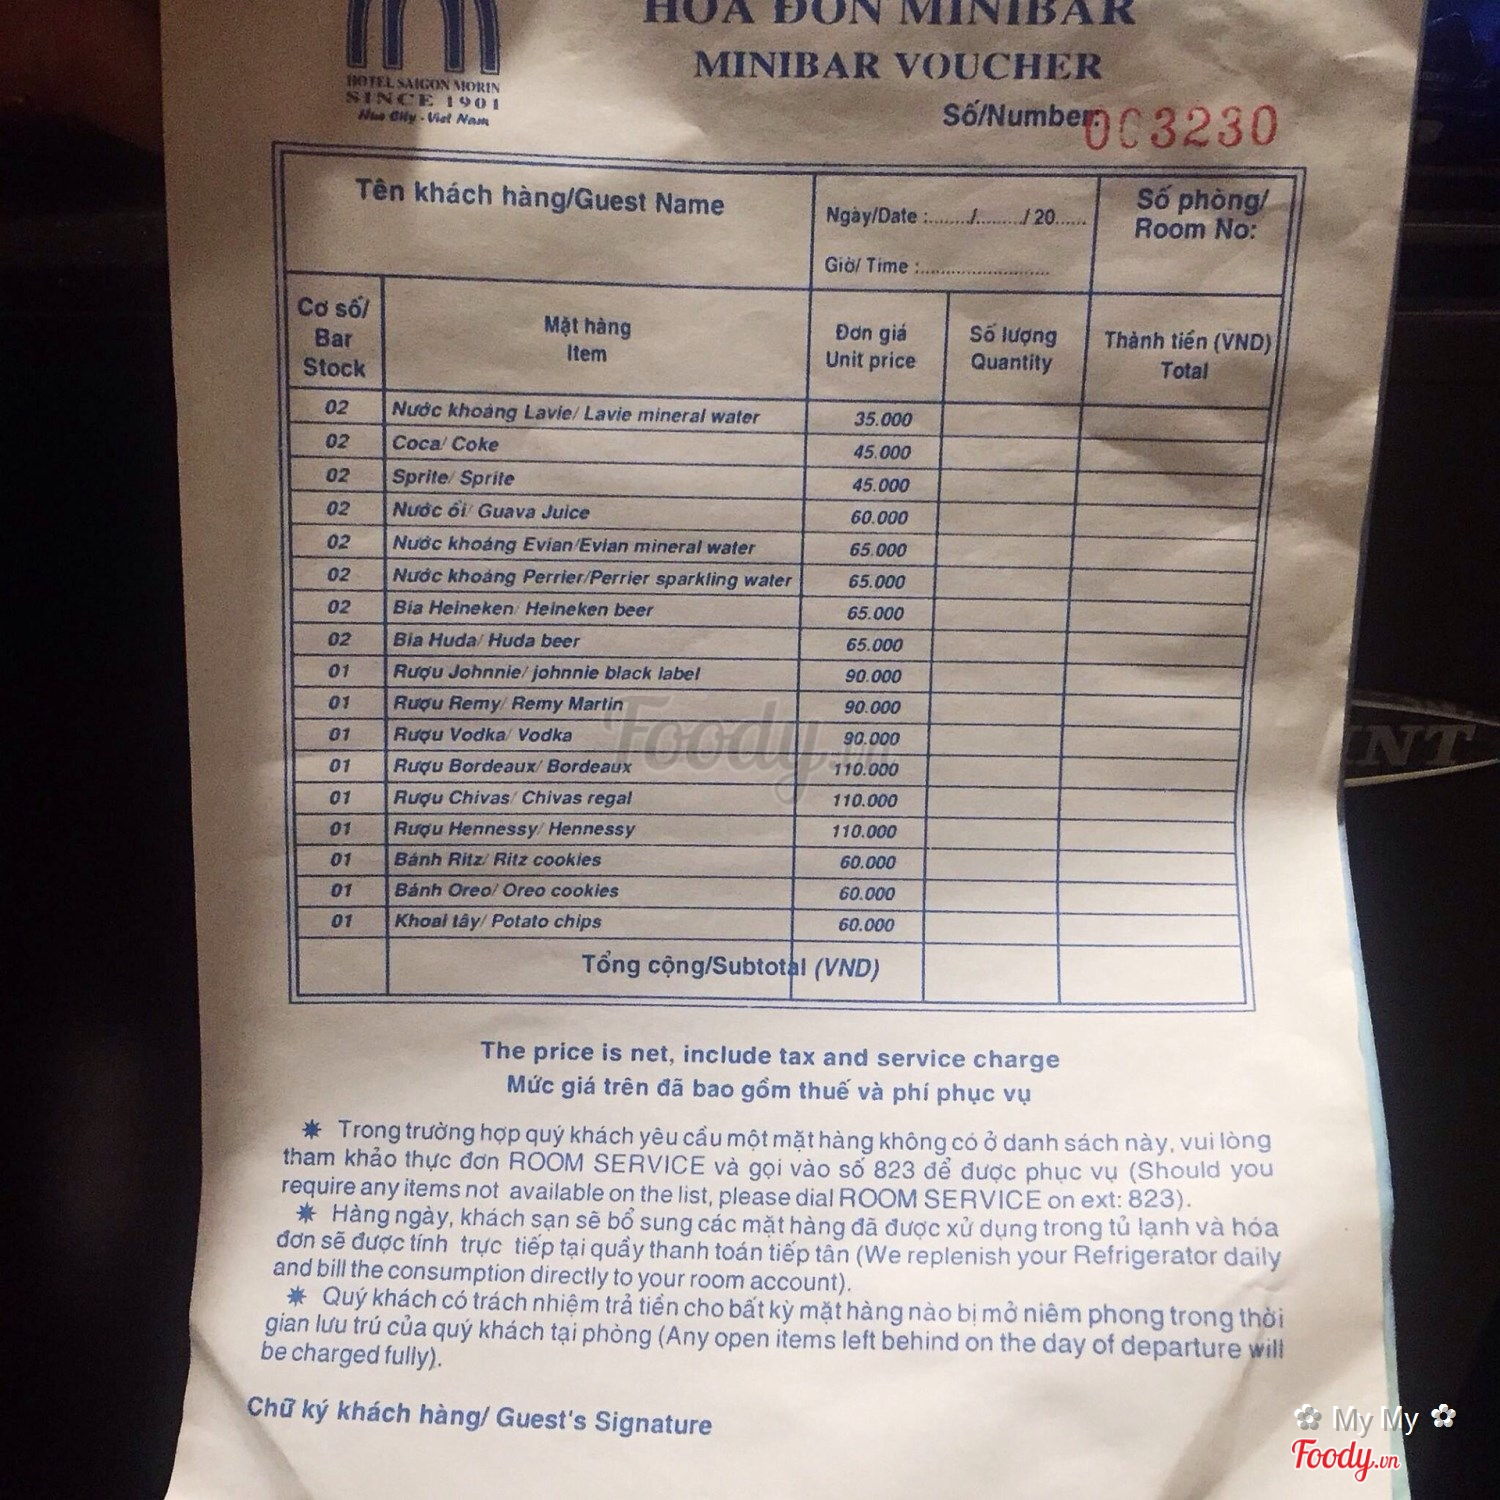 HÓA ĐƠN MINIBAR
MINIBAR VOUCHER
HOTEL SAIGON MORIN
SINCE 1901
Hue City - Viet Nam
Số/Number: 003230
Tên khách hàng/Guest Name
Ngày/Date :......../......../ 20......
Giờ/ Time :..........................
Số phòng/
Room No:
Cơ số/
Bar
Stock
Mặt hàng
Item
Đơn giá
Unit price
Số lượng
Quantity
Thành tiền (VND)
Total
02 Nước khoáng Lavie/ Lavie mineral water 35.000
02 Coca/ Coke 45.000
02 Sprite/ Sprite 45.000
02 Nước ổi/ Guava Juice 60.000
02 Nước khoáng Evian/Evian mineral water 65.000
02 Nước khoáng Perrier/Perrier sparkling water 65.000
02 Bia Heineken/ Heineken beer 65.000
02 Bia Huda/ Huda beer 65.000
01 Rượu Johnnie/ johnnie black label 90.000
01 Rượu Remy/ Remy Martin 90.000
01 Rượu Vodka/ Vodka 90.000
01 Rượu Bordeaux/ Bordeaux 110.000
01 Rượu Chivas/ Chivas regal 110.000
01 Rượu Hennessy/ Hennessy 110.000
01 Bánh Ritz/ Ritz cookies 60.000
01 Bánh Oreo/ Oreo cookies 60.000
01 Khoai tây/ Potato chips 60.000
Tổng cộng/Subtotal (VND)
Foody.vn
The price is net, include tax and service charge
Mức giá trên đã bao gồm thuế và phí phục vụ
✷ Trong trường hợp quý khách yêu cầu một mặt hàng không có ở danh sách này, vui lòng
tham khảo thực đơn ROOM SERVICE và gọi vào số 823 để được phục vụ (Should you
require any items not available on the list, please dial ROOM SERVICE on ext: 823).
✷ Hàng ngày, khách sạn sẽ bổ sung các mặt hàng đã được xử dụng trong tủ lạnh và hóa
đơn sẽ được tính trực tiếp tại quầy thanh toán tiếp tân (We replenish your Refrigerator daily
and bill the consumption directly to your room account).
✷ Quý khách có trách nhiệm trả tiền cho bất kỳ mặt hàng nào bị mở niêm phong trong thời
gian lưu trú của quý khách tại phòng (Any open items left behind on the day of departure will
be charged fully).
Chữ ký khách hàng/ Guest's Signature
My My
Foody.vn